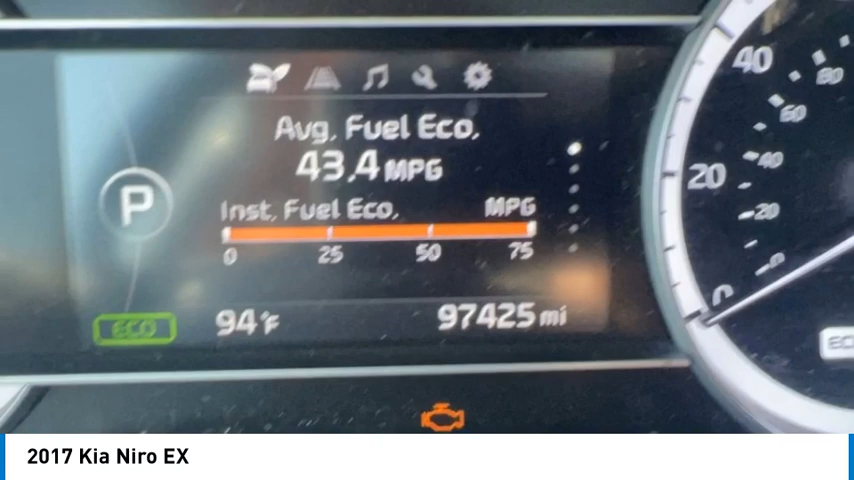 Avg. Fuel Eco.
43.4 MPG
P
Inst. Fuel Eco. MPG
0 25 50 75
ECO 94°F 97425 mi
40 80
60
20 40
20
0 0
EC
2017 Kia Niro EX